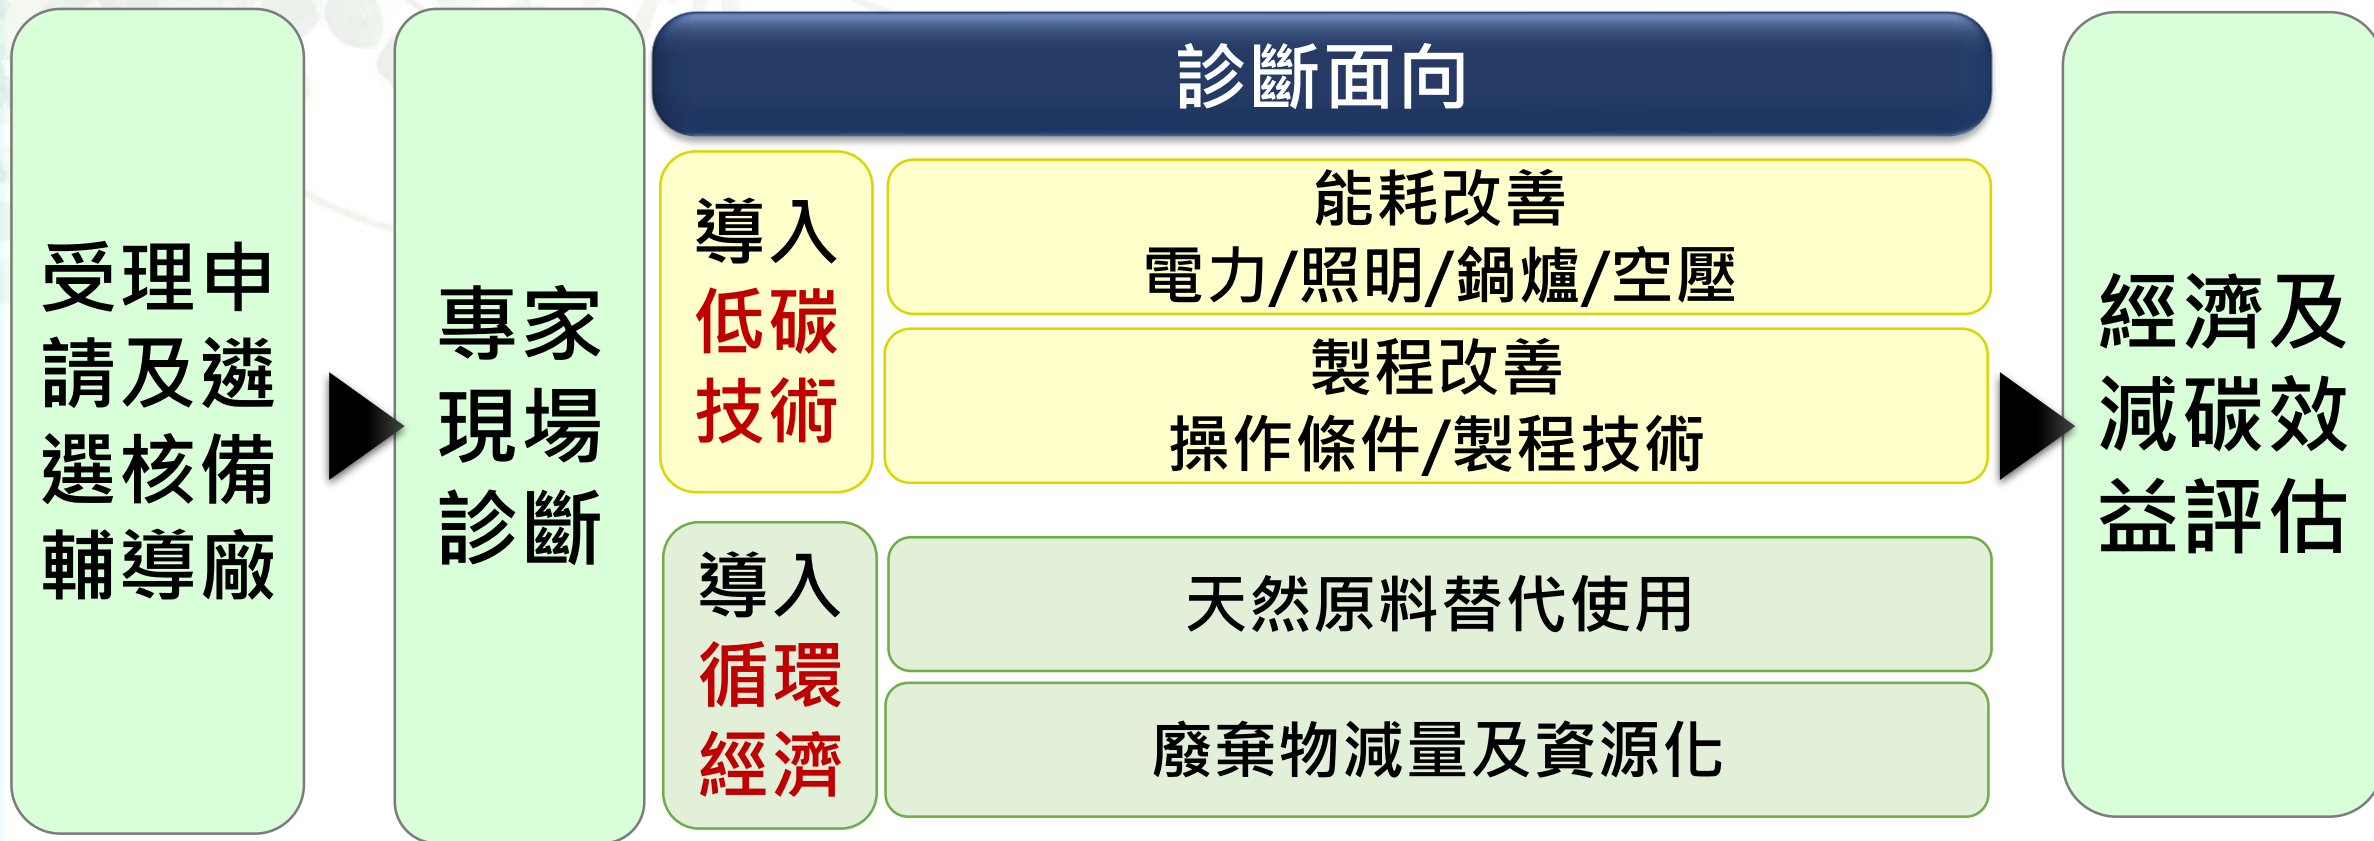 受理申
請及遴
選核備
輔導廠
專家
現場
診斷
診斷面向
導入
低碳
技術
能耗改善
電力/照明/鍋爐/空壓
製程改善
操作條件/製程技術
導入
循環
經濟
天然原料替代使用
廢棄物減量及資源化
經濟及
減碳效
益評估